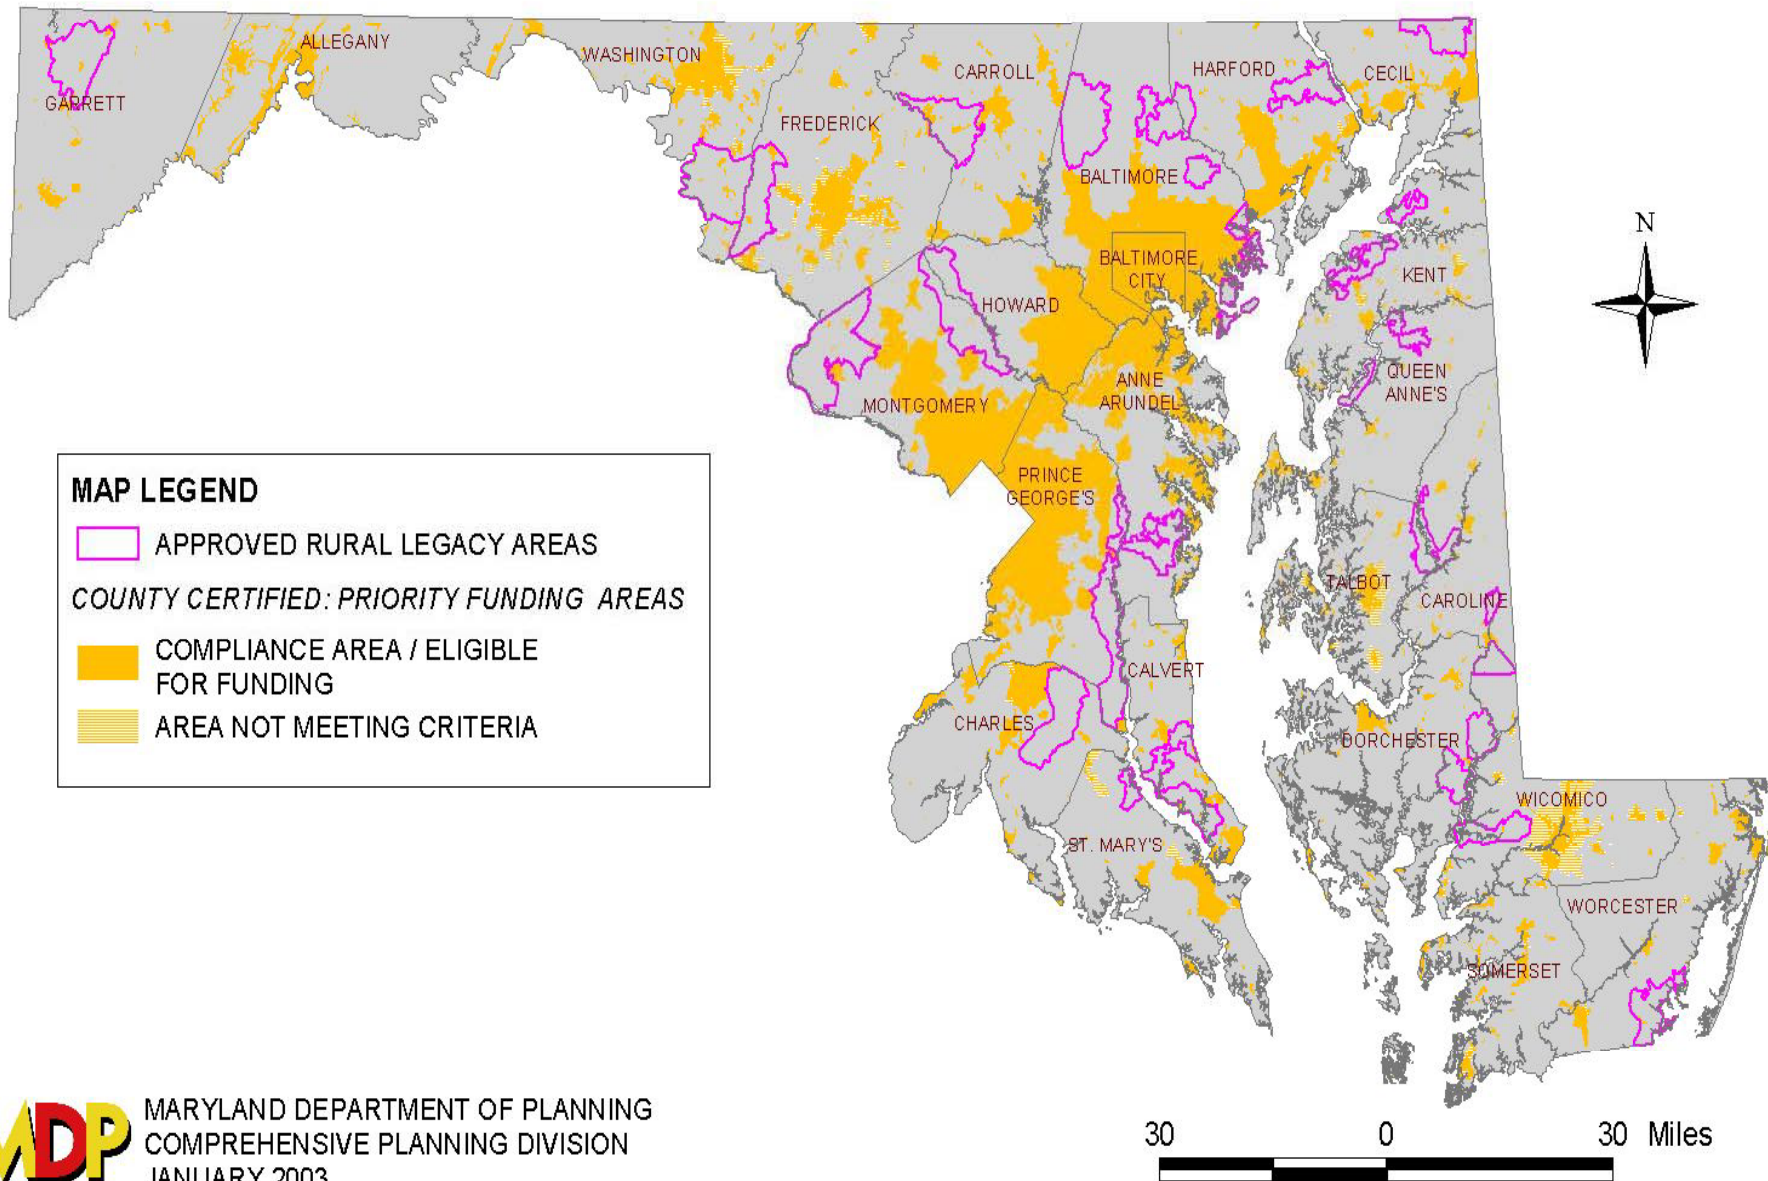 ALLEGANY
WASHINGTON
GARRETT
FREDERICK
CARROLL
HARFORD
CECIL
BALTIMORE
BALTIMORE
CITY
HOWARD
KENT
QUEEN
ANNE'S
ANNE
ARUNDEL
MONTGOMERY
PRINCE
GEORGE'S
TALBOT
CAROLINE
CALVERT
CHARLES
DORCHESTER
ST. MARY'S
WICOMICO
WORCESTER
SOMERSET
N
MAP LEGEND
APPROVED RURAL LEGACY AREAS
COUNTY CERTIFIED: PRIORITY FUNDING AREAS
COMPLIANCE AREA / ELIGIBLE
FOR FUNDING
AREA NOT MEETING CRITERIA
MDP
MARYLAND DEPARTMENT OF PLANNING
COMPREHENSIVE PLANNING DIVISION
JANUARY 2003
30 0 30 Miles